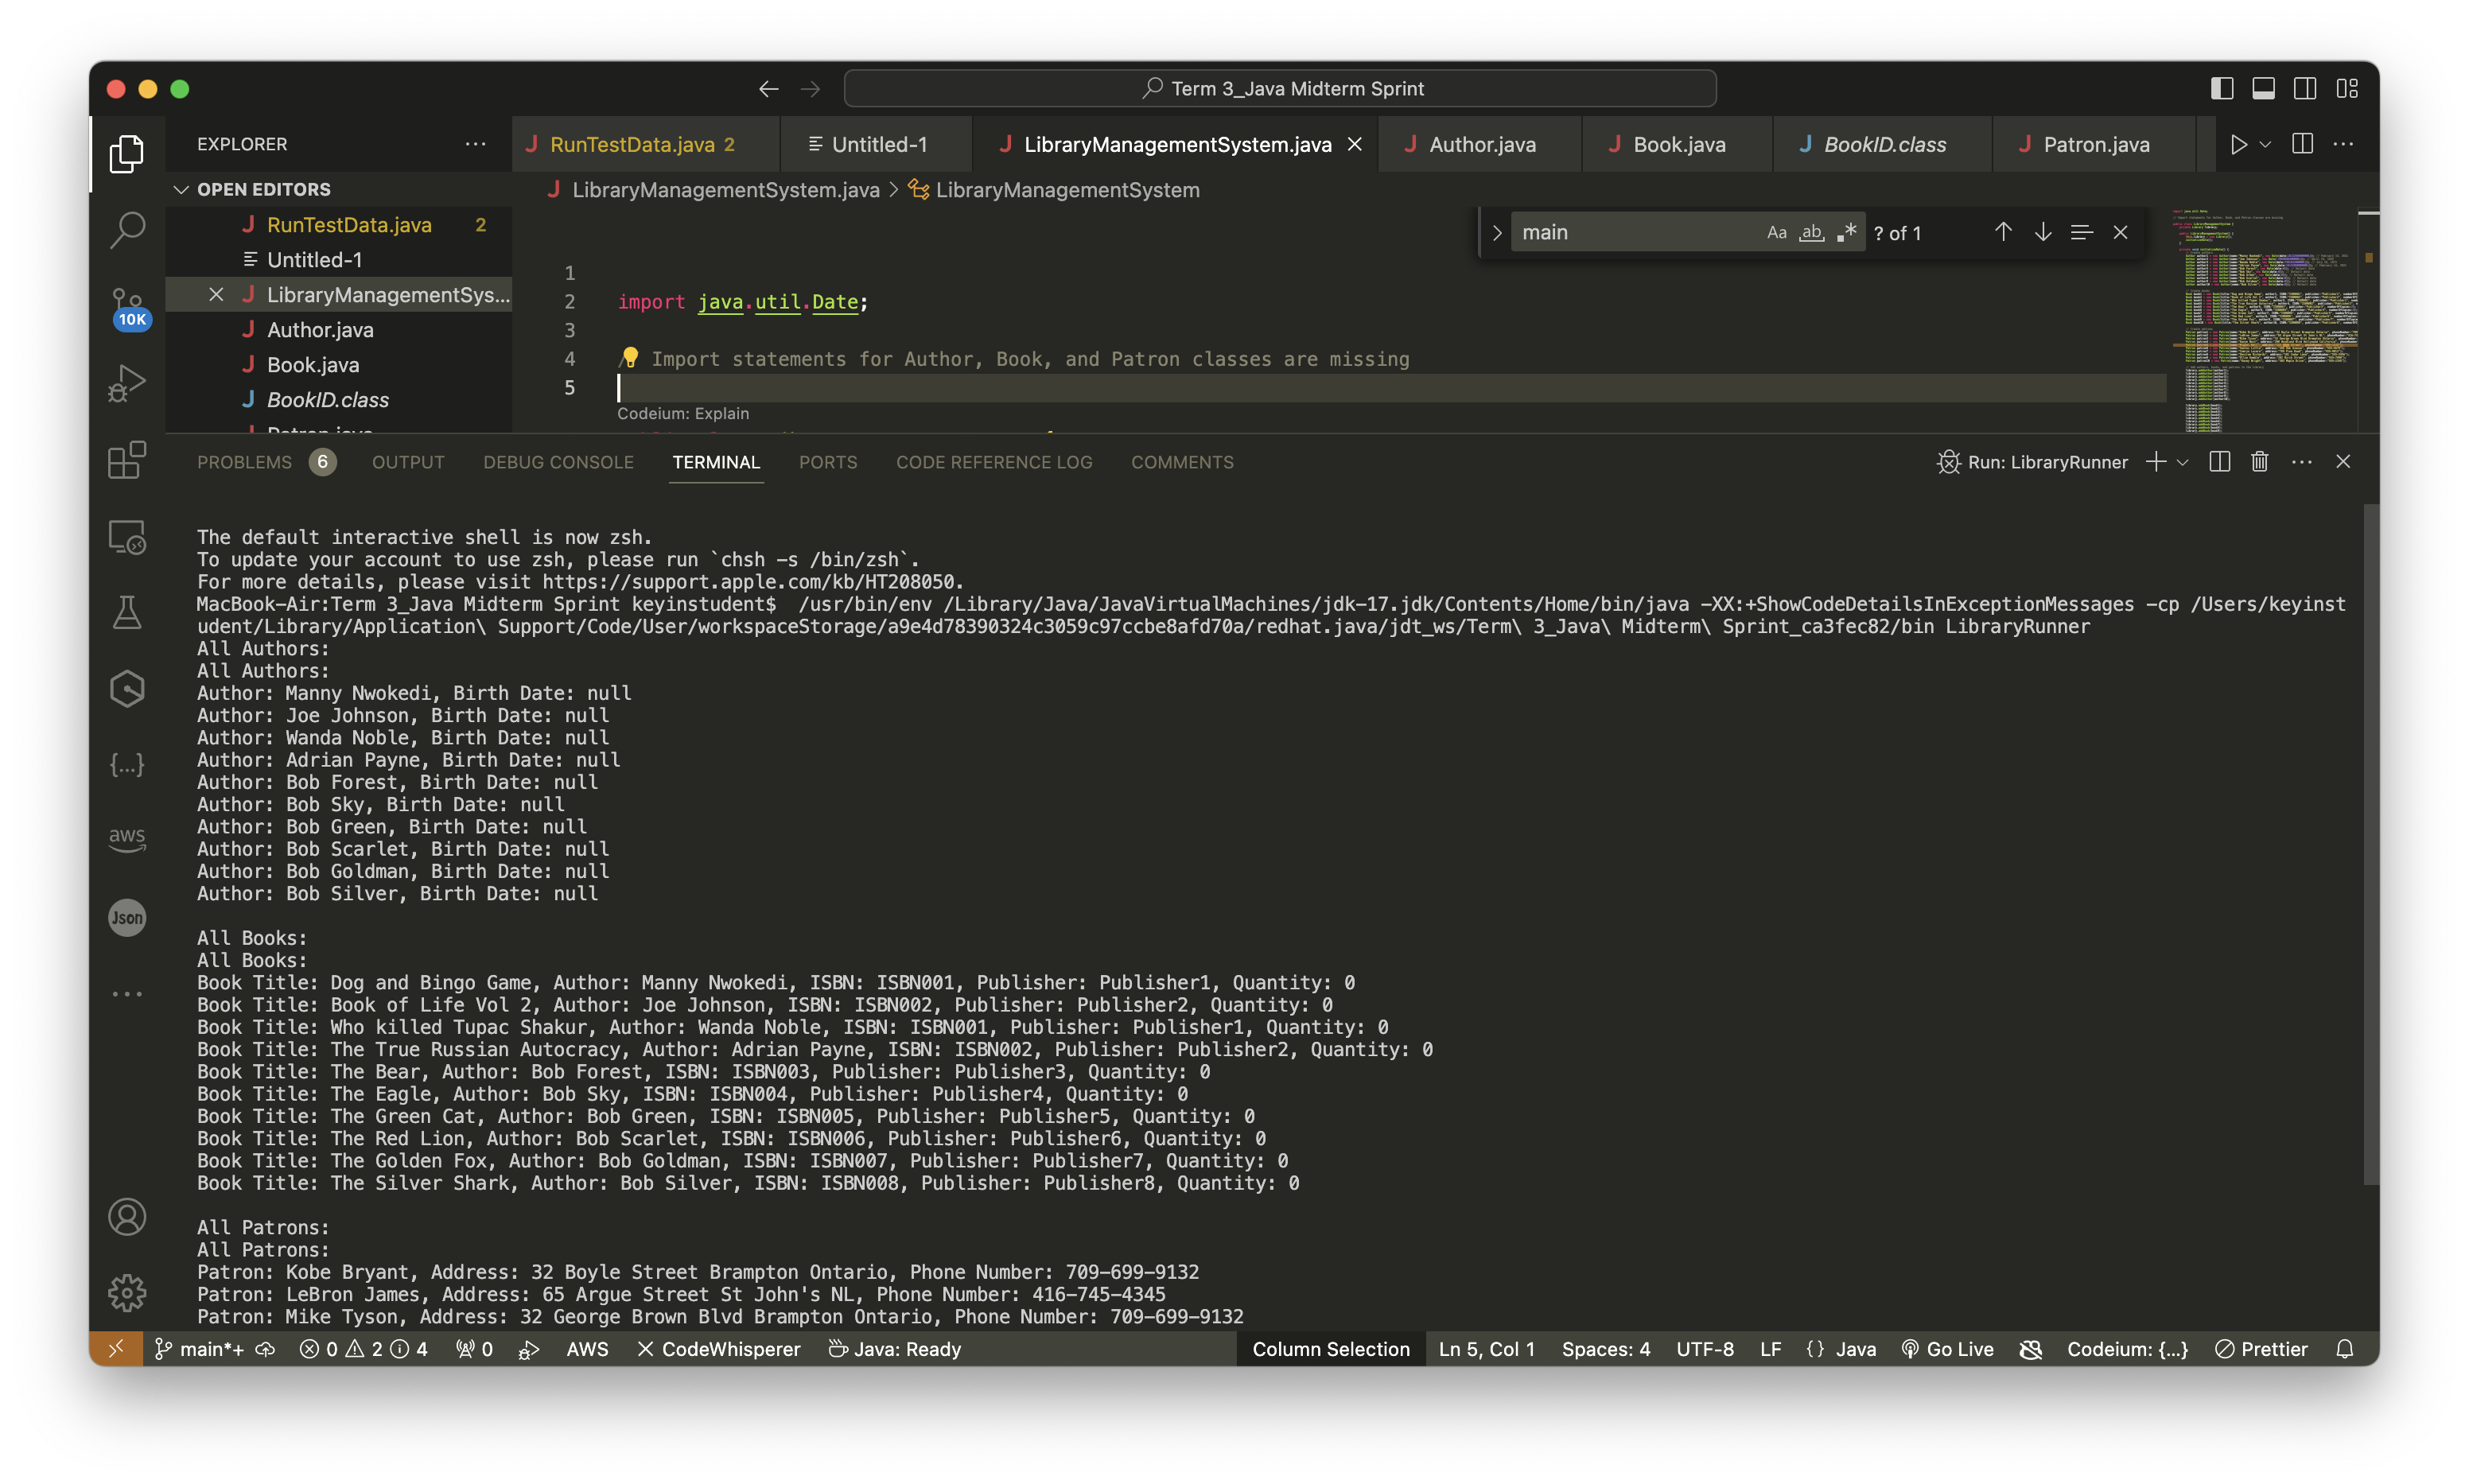 Term 3_Java Midterm Sprint
EXPLORER
RunTestData.java 2
Untitled-1
LibraryManagementSystem.java
Author.java
Book.java
BookID.class
Patron.java
OPEN EDITORS
LibraryManagementSystem.java > LibraryManagementSystem
RunTestData.java 2
Untitled-1
LibraryManagementSys...
Author.java
Book.java
BookID.class
Patron.java
10K
main
Aa
ab
? of 1
1
2 import java.util.Date;
3
4 Import statements for Author, Book, and Patron classes are missing
5
Codeium: Explain
PROBLEMS 6 OUTPUT DEBUG CONSOLE TERMINAL PORTS CODE REFERENCE LOG COMMENTS
Run: LibraryRunner
The default interactive shell is now zsh.
To update your account to use zsh, please run `chsh -s /bin/zsh`.
For more details, please visit https://support.apple.com/kb/HT208050.
MacBook-Air:Term 3_Java Midterm Sprint keyinstudent$  /usr/bin/env /Library/Java/JavaVirtualMachines/jdk-17.jdk/Contents/Home/bin/java -XX:+ShowCodeDetailsInExceptionMessages -cp /Users/keyinst
udent/Library/Application\ Support/Code/User/workspaceStorage/a9e4d78390324c3059c97ccbe8afd70a/redhat.java/jdt_ws/Term\ 3_Java\ Midterm\ Sprint_ca3fec82/bin LibraryRunner
All Authors:
All Authors:
Author: Manny Nwokedi, Birth Date: null
Author: Joe Johnson, Birth Date: null
Author: Wanda Noble, Birth Date: null
Author: Adrian Payne, Birth Date: null
Author: Bob Forest, Birth Date: null
Author: Bob Sky, Birth Date: null
Author: Bob Green, Birth Date: null
Author: Bob Scarlet, Birth Date: null
Author: Bob Goldman, Birth Date: null
Author: Bob Silver, Birth Date: null
All Books:
All Books:
Book Title: Dog and Bingo Game, Author: Manny Nwokedi, ISBN: ISBN001, Publisher: Publisher1, Quantity: 0
Book Title: Book of Life Vol 2, Author: Joe Johnson, ISBN: ISBN002, Publisher: Publisher2, Quantity: 0
Book Title: Who killed Tupac Shakur, Author: Wanda Noble, ISBN: ISBN001, Publisher: Publisher1, Quantity: 0
Book Title: The True Russian Autocracy, Author: Adrian Payne, ISBN: ISBN002, Publisher: Publisher2, Quantity: 0
Book Title: The Bear, Author: Bob Forest, ISBN: ISBN003, Publisher: Publisher3, Quantity: 0
Book Title: The Eagle, Author: Bob Sky, ISBN: ISBN004, Publisher: Publisher4, Quantity: 0
Book Title: The Green Cat, Author: Bob Green, ISBN: ISBN005, Publisher: Publisher5, Quantity: 0
Book Title: The Red Lion, Author: Bob Scarlet, ISBN: ISBN006, Publisher: Publisher6, Quantity: 0
Book Title: The Golden Fox, Author: Bob Goldman, ISBN: ISBN007, Publisher: Publisher7, Quantity: 0
Book Title: The Silver Shark, Author: Bob Silver, ISBN: ISBN008, Publisher: Publisher8, Quantity: 0
All Patrons:
All Patrons:
Patron: Kobe Bryant, Address: 32 Boyle Street Brampton Ontario, Phone Number: 709-699-9132
Patron: LeBron James, Address: 65 Argue Street St John's NL, Phone Number: 416-745-4345
Patron: Mike Tyson, Address: 32 George Brown Blvd Brampton Ontario, Phone Number: 709-699-9132
aws
Json
main*+ 0 2 4 0 AWS CodeWhisperer Java: Ready Column Selection Ln 5, Col 1 Spaces: 4 UTF-8 LF {} Java Go Live Codeium: {...} Prettier